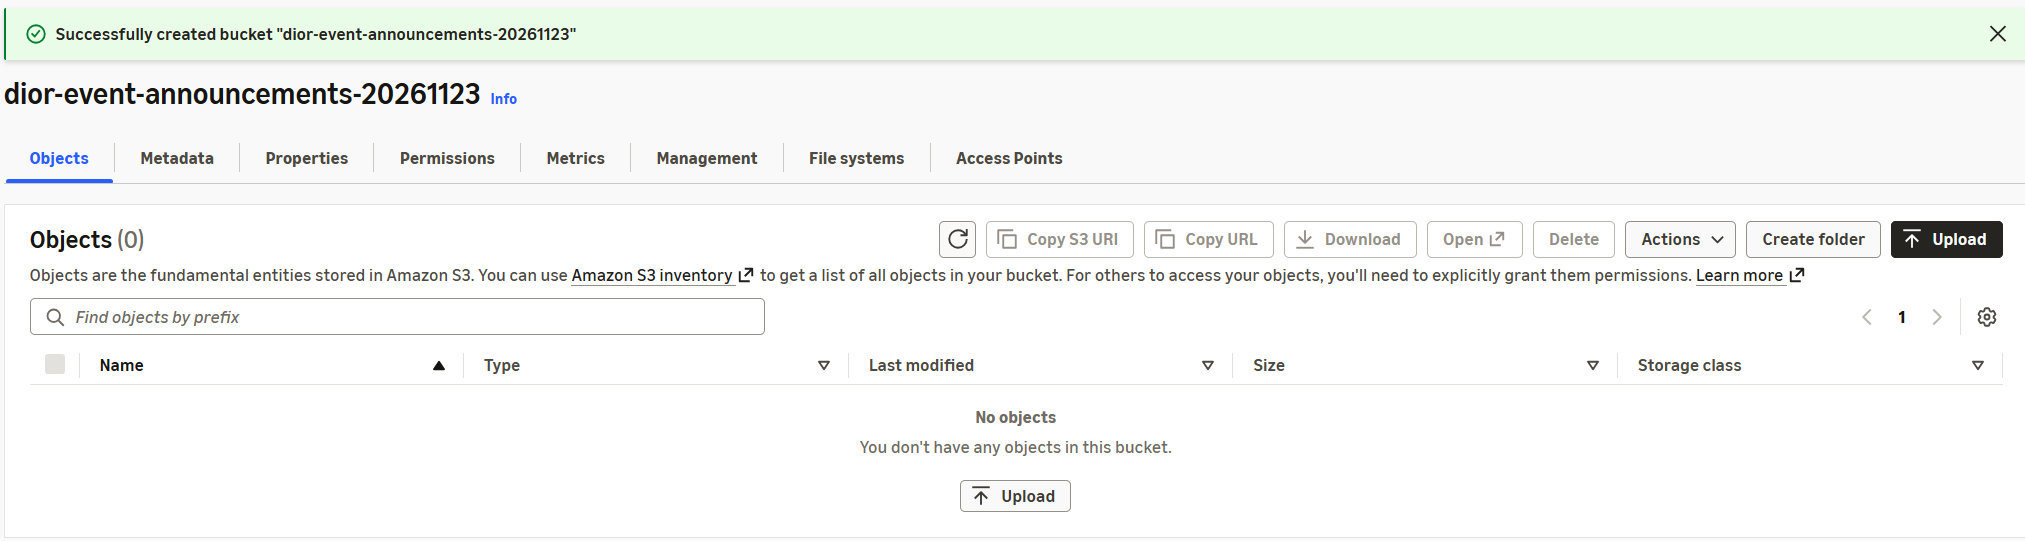 Successfully created bucket "dior-event-announcements-20261123"
dior-event-announcements-20261123 Info
Objects Metadata Properties Permissions Metrics Management File systems Access Points
Objects (0) Copy S3 URI Copy URL Download Open Delete Actions Create folder Upload
Objects are the fundamental entities stored in Amazon S3. You can use Amazon S3 inventory to get a list of all objects in your bucket. For others to access your objects, you'll need to explicitly grant them permissions. Learn more
Find objects by prefix 1
Name Type Last modified Size Storage class
No objects
You don't have any objects in this bucket.
Upload